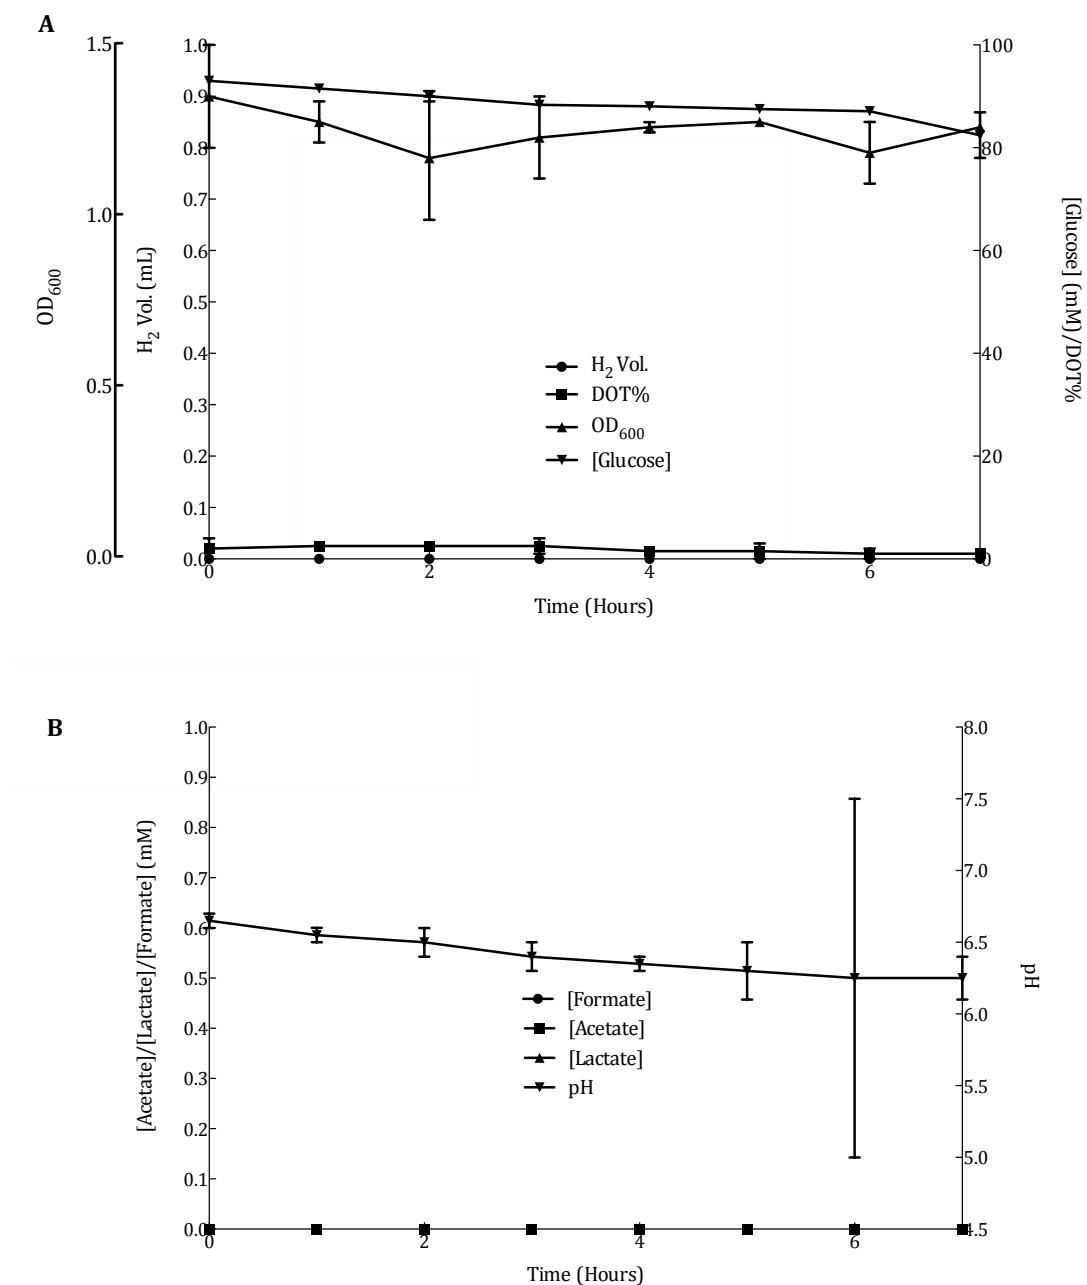 A
1.5
1.0
0.5
0.0
OD600
1.0
0.9
0.8
0.7
0.6
0.5
0.4
0.3
0.2
0.1
0.0
H2 Vol. (mL)
H2 Vol.
DOT%
OD600
[Glucose]
100
80
60
40
20
0
[Glucose] (mM)/DOT%
0 2 4 6
Time (Hours)
B
1.0
0.9
0.8
0.7
0.6
0.5
0.4
0.3
0.2
0.1
0.0
[Acetate]/[Lactate]/[Formate] (mM)
[Formate]
[Acetate]
[Lactate]
pH
8.0
7.5
7.0
6.5
6.0
5.5
5.0
4.5
pH
0 2 4 6
Time (Hours)